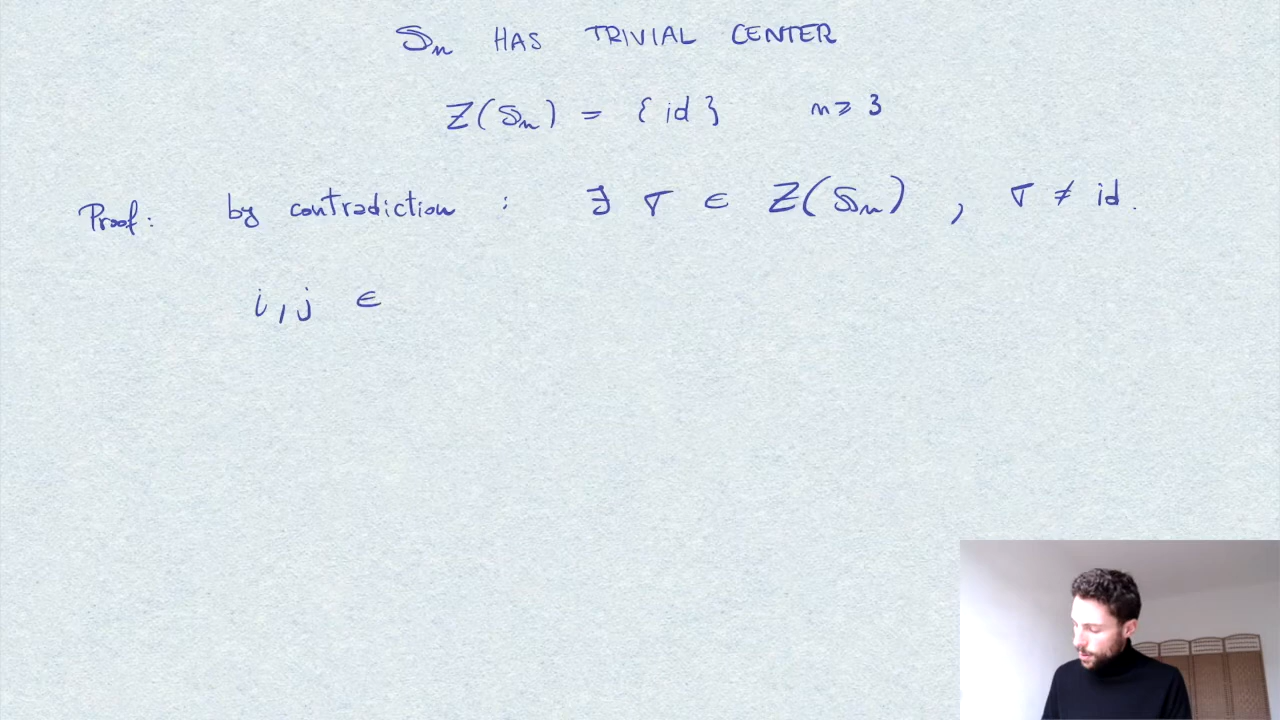 Sn HAS TRIVIAL CENTER
Z(Sn) = {id} n ≥ 3
Proof: by contradiction : ∃ σ ∈ Z(Sn) , σ ≠ id.
i, j ∈